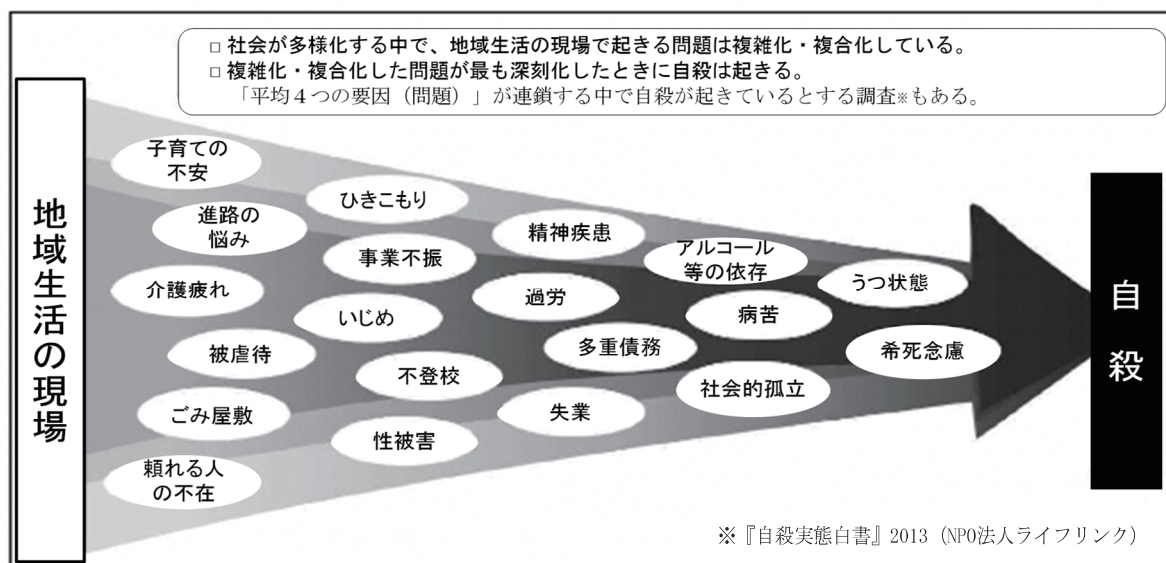 □ 社会が多様化する中で、地域生活の現場で起きる問題は複雑化・複合化している。
□ 複雑化・複合化した問題が最も深刻化したときに自殺は起きる。
「平均４つの要因（問題）」が連鎖する中で自殺が起きているとする調査※もある。
地域生活の現場
子育ての
不安
進路の
悩み
介護疲れ
被虐待
ごみ屋敷
頼れる人
の不在
ひきこもり
事業不振
いじめ
不登校
性被害
精神疾患
過労
多重債務
失業
アルコール
等の依存
病苦
社会的孤立
うつ状態
希死念慮
自殺
※『自殺実態白書』2013（NPO法人ライフリンク）